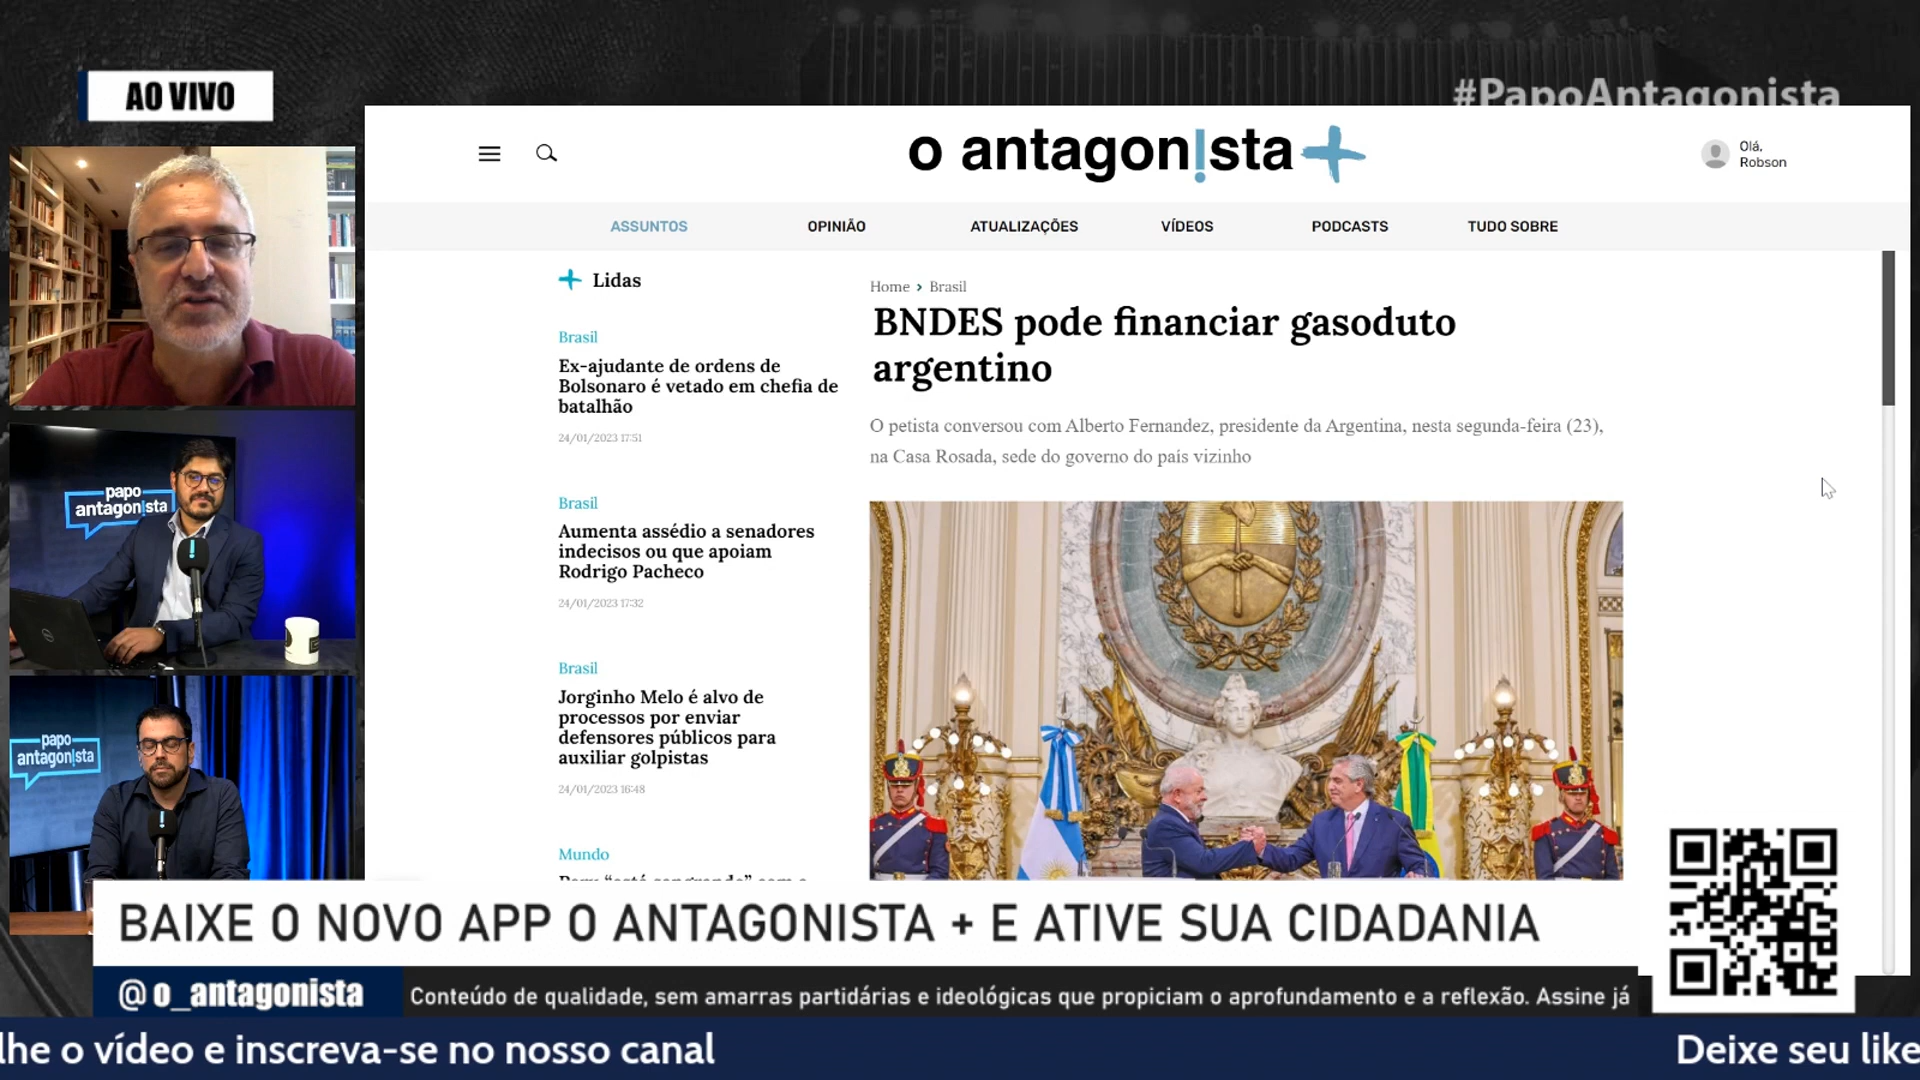 AO VIVO
#PapoAntagonista
o antagon!sta+
Olá,
Robson
ASSUNTOS
OPINIÃO
ATUALIZAÇÕES
VÍDEOS
PODCASTS
TUDO SOBRE
Lidas
Brasil
Ex-ajudante de ordens de
Bolsonaro é vetado em chefia de
batalhão
24/01/2023 17:51
Brasil
Aumenta assédio a senadores
indecisos ou que apoiam
Rodrigo Pacheco
24/01/2023 17:32
Brasil
Jorginho Melo é alvo de
processos por enviar
defensores públicos para
auxiliar golpistas
24/01/2023 16:48
Mundo
Home › Brasil
BNDES pode financiar gasoduto
argentino
O petista conversou com Alberto Fernandez, presidente da Argentina, nesta segunda-feira (23),
na Casa Rosada, sede do governo do país vizinho
papo
antagon!sta
papo
antagon!sta
BAIXE O NOVO APP O ANTAGONISTA + E ATIVE SUA CIDADANIA
@o_antagonista
Conteúdo de qualidade, sem amarras partidárias e ideológicas que propiciam o aprofundamento e a reflexão. Assine já
lhe o vídeo e inscreva-se no nosso canal
Deixe seu like